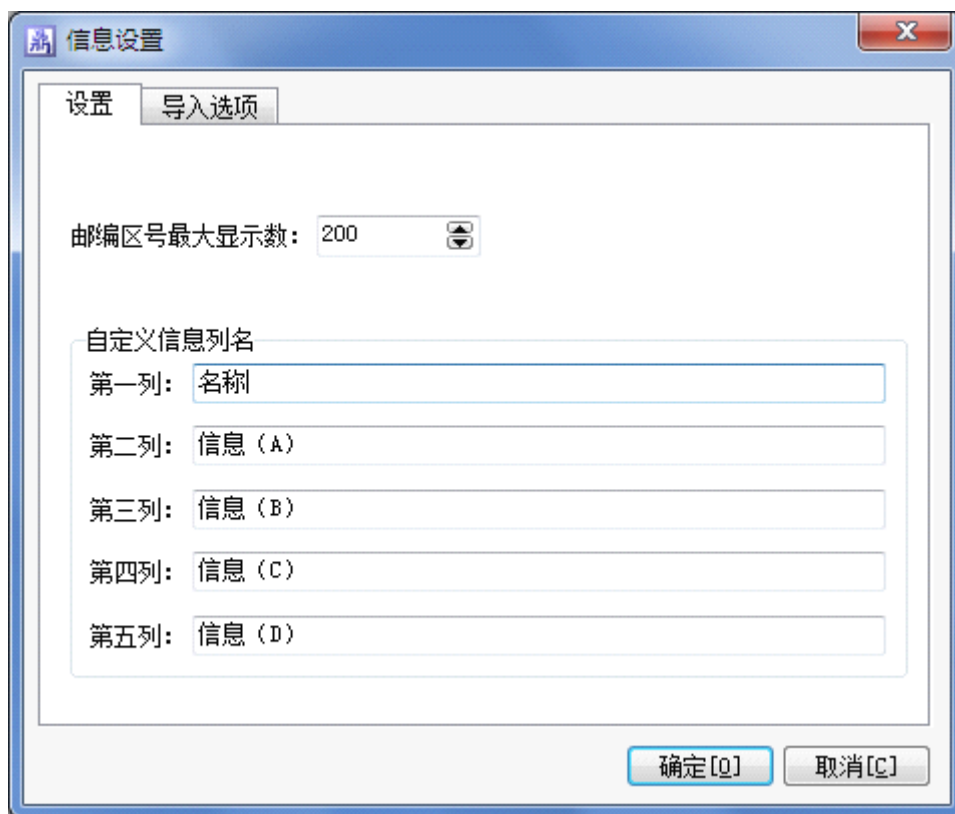 鼎 信息设置
设置 导入选项
邮编区号最大显示数: 200
自定义信息列名
第一列: 名称
第二列: 信息（A）
第三列: 信息（B）
第四列: 信息（C）
第五列: 信息（D）
确定[O] 取消[C]